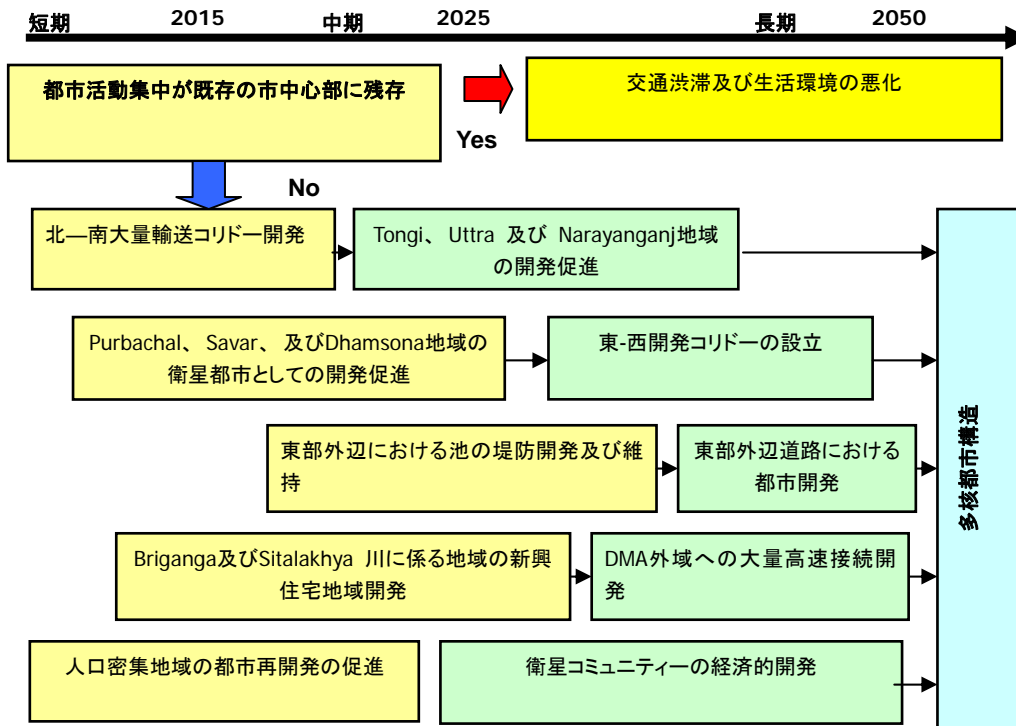 短期 2015 中期 2025 長期 2050
都市活動集中が既存の市中心部に残存
交通渋滞及び生活環境の悪化
Yes
No
北―南大量輸送コリドー開発
Tongi、 Uttra 及び Narayanganj地域
の開発促進
Purbachal、 Savar、 及びDhamsona地域の
衛星都市としての開発促進
東-西開発コリドーの設立
東部外辺における池の堤防開発及び維
持
東部外辺道路における
都市開発
Briganga及びSitalakhya 川に係る地域の新興
住宅地域開発
DMA外域への大量高速接続開
発
人口密集地域の都市再開発の促進
衛星コミュニティーの経済的開発
多核都市構造